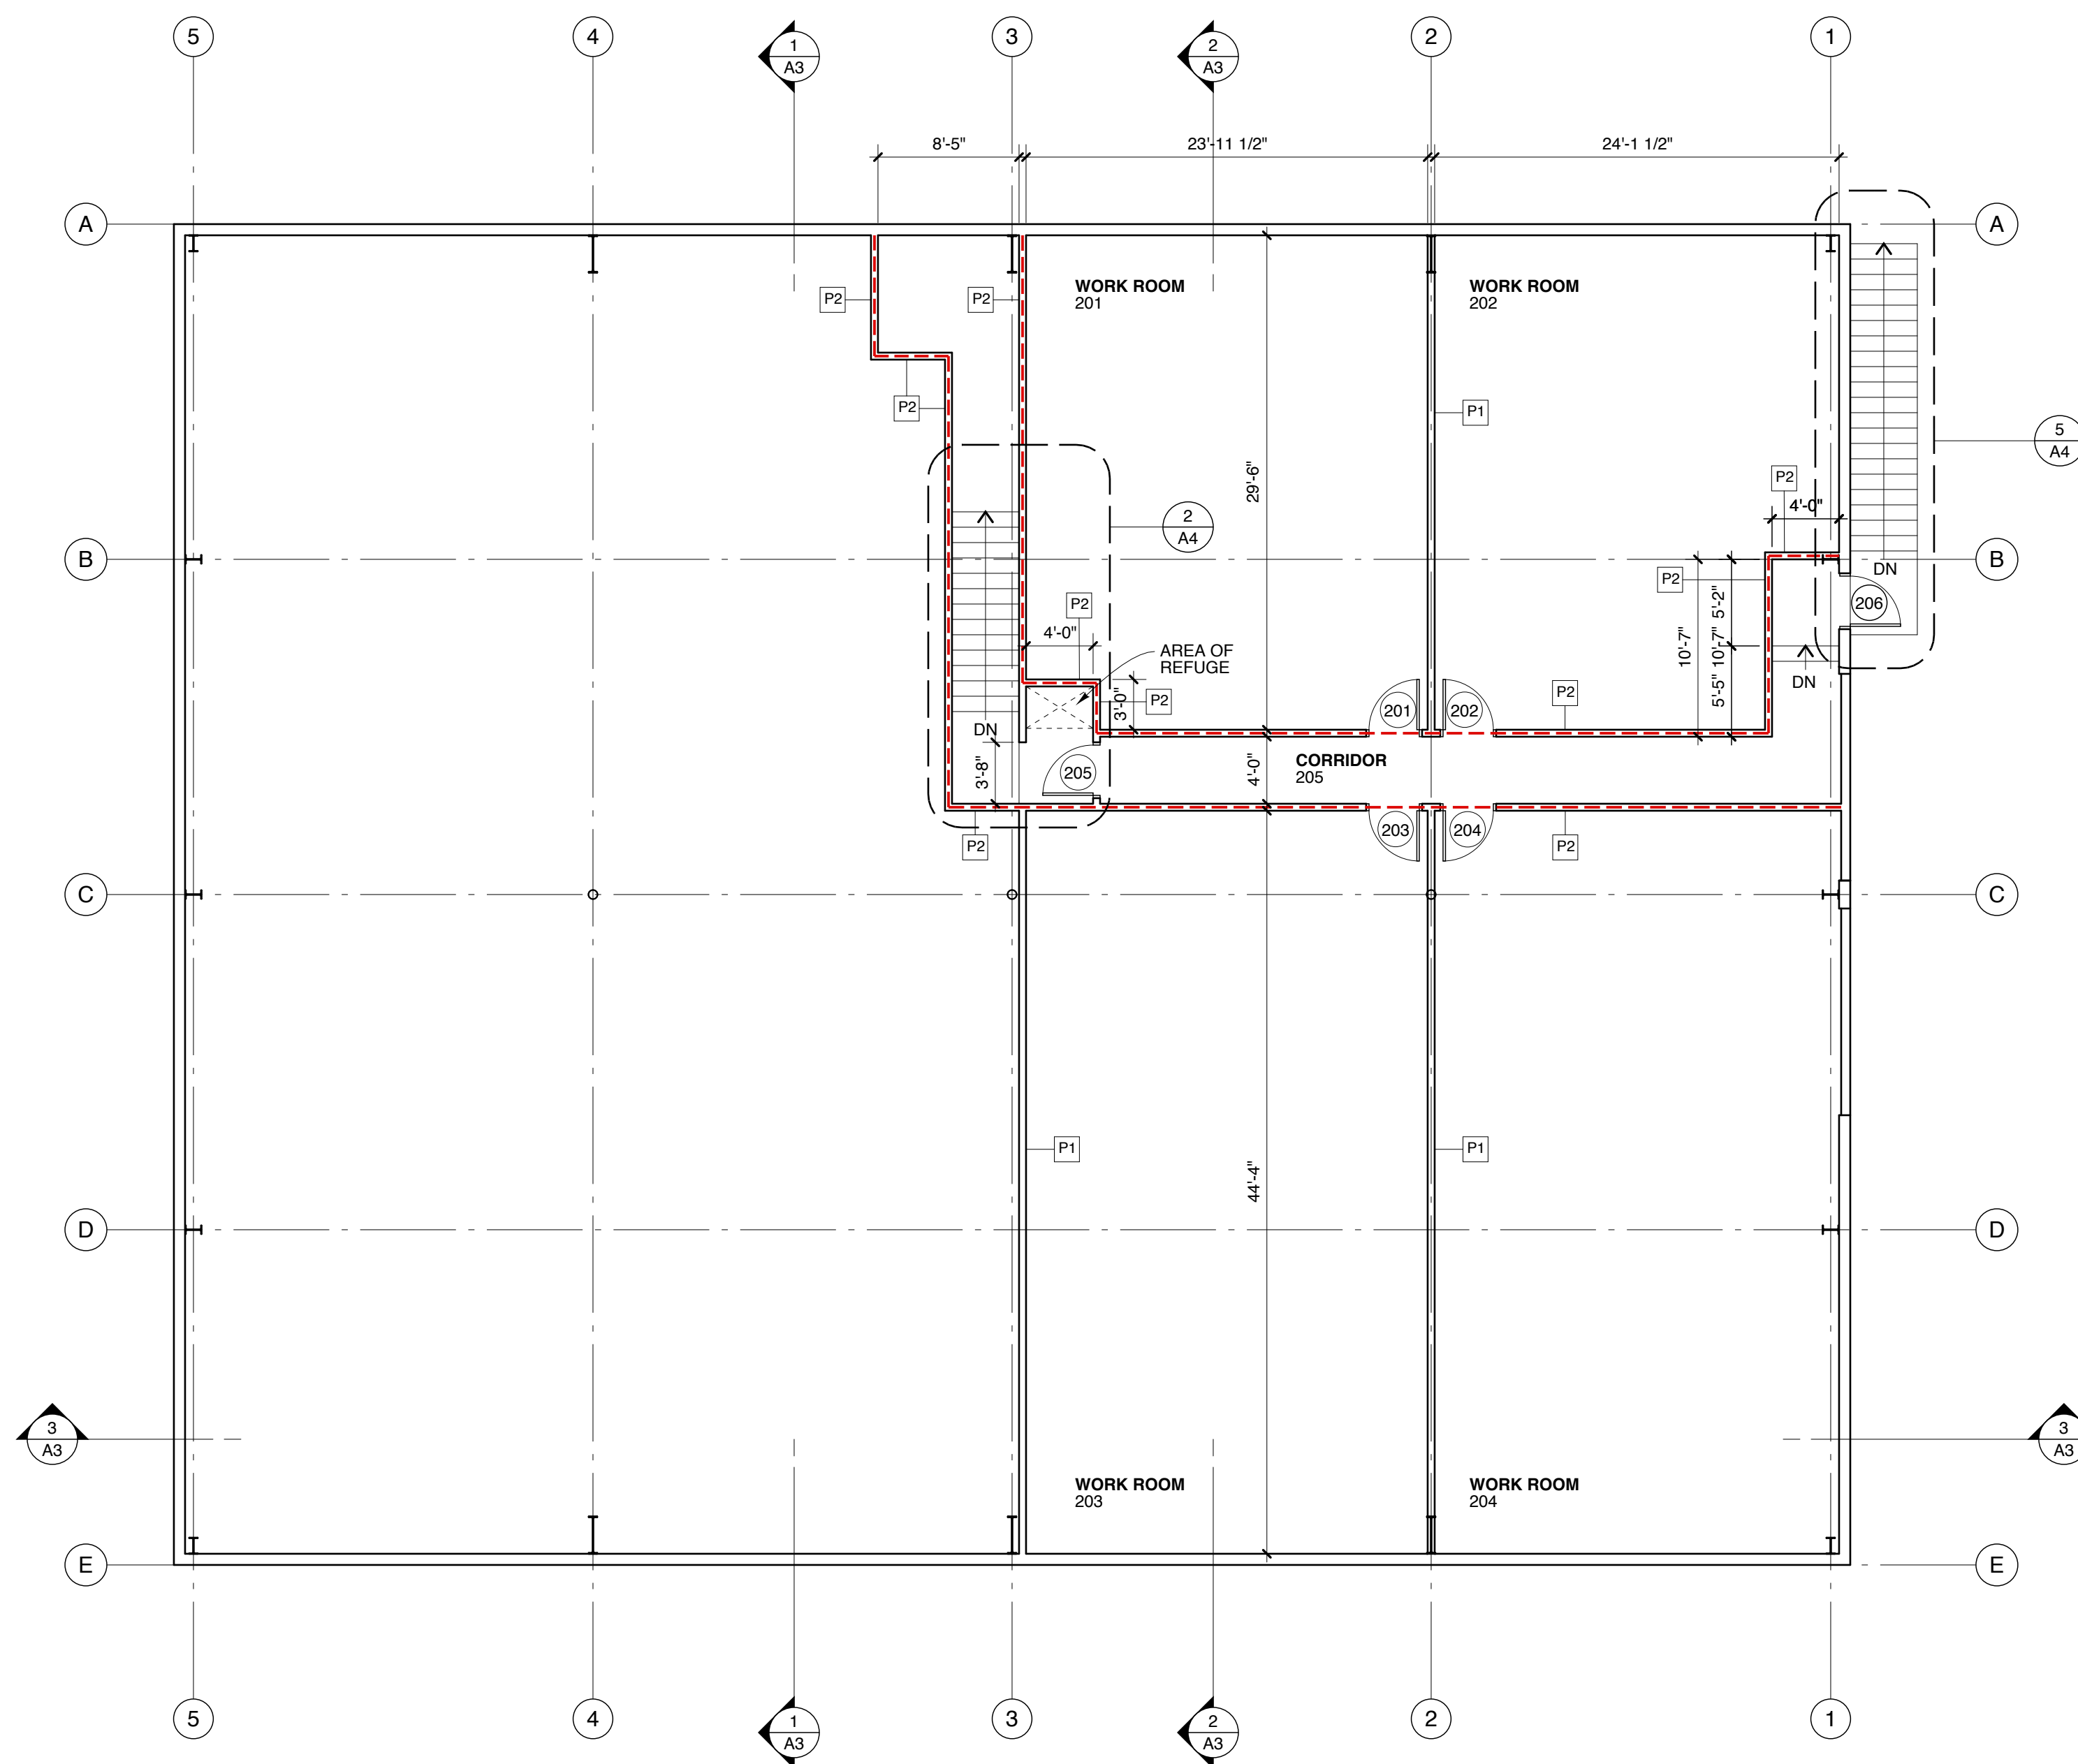 5
4
1
A3
3
2
A3
2
1
8'-5"
23'-11 1/2"
24'-1 1/2"
A
A
WORK ROOM
201
WORK ROOM
202
P2
P2
P2
P1
5
A4
29'-6"
P2
4'-0"
2
A4
B
B
DN
P2
206
P2
4'-0"
5'-2"
10'-7"
10'-7"
AREA OF
REFUGE
DN
5'-5"
P2
3'-0"
P2
201
202
DN
CORRIDOR
205
3'-8"
205
4'-0"
203
204
P2
P2
C
C
P1
P1
44'-4"
D
D
3
A3
3
A3
WORK ROOM
203
WORK ROOM
204
E
E
5
4
1
A3
3
2
A3
2
1